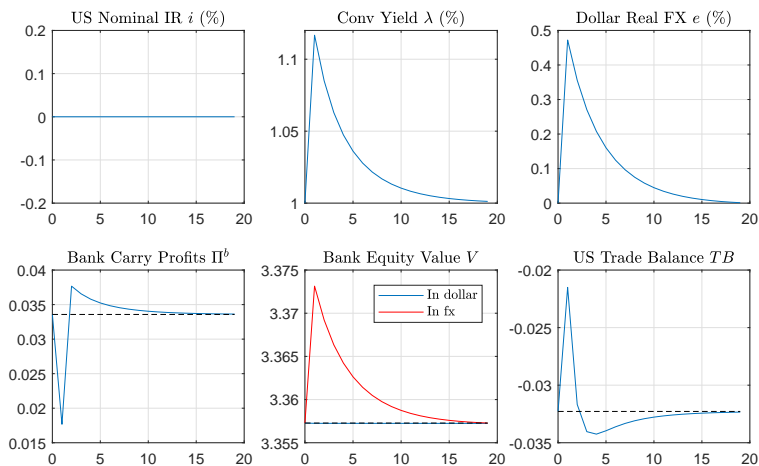 US Nominal IR i (%)
0.2
0.1
0
-0.1
-0.2
0 5 10 15 20
Conv Yield λ (%)
1.1
1.05
1
0 5 10 15 20
Dollar Real FX e (%)
0.5
0.4
0.3
0.2
0.1
0
0 5 10 15 20
Bank Carry Profits Πᵇ
0.04
0.035
0.03
0.025
0.02
0.015
0 5 10 15 20
Bank Equity Value V
3.375
3.37
3.365
3.36
3.355
In dollar
In fx
0 5 10 15 20
US Trade Balance TB
-0.02
-0.025
-0.03
-0.035
0 5 10 15 20